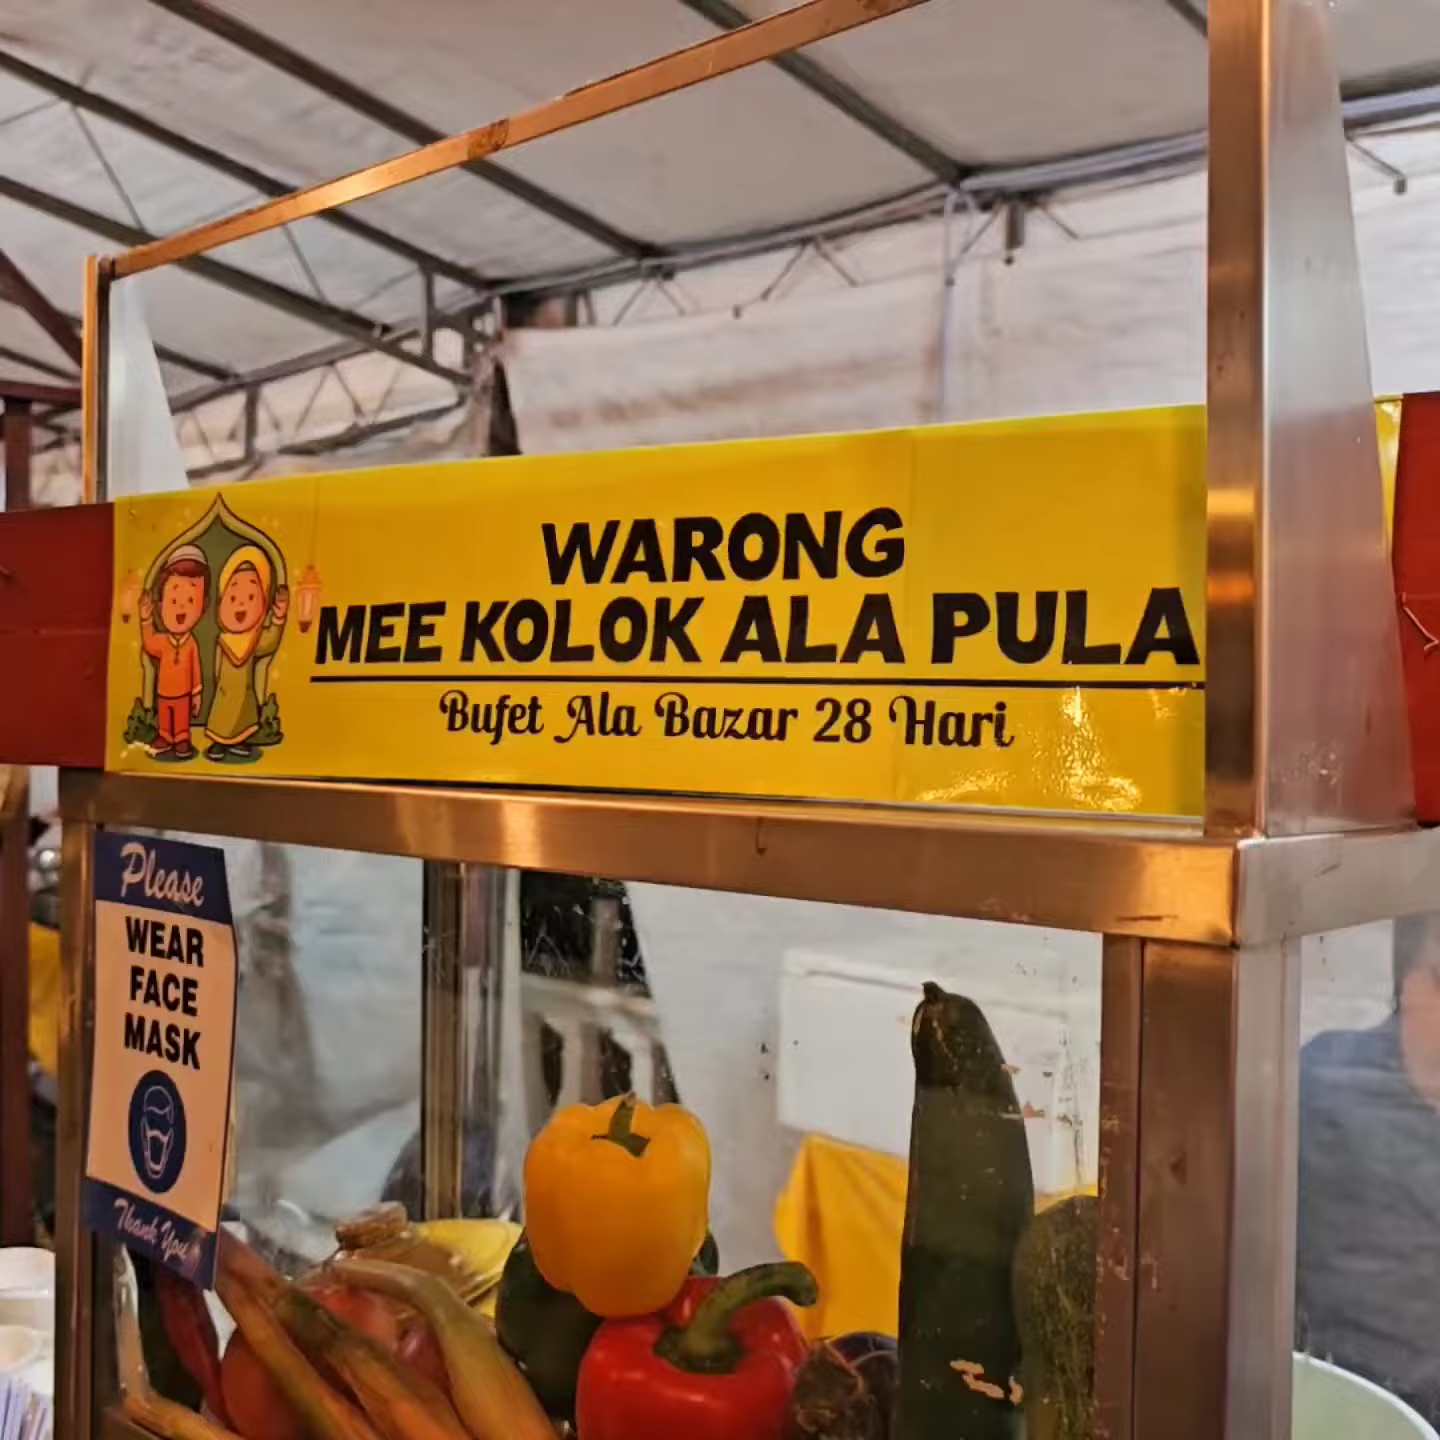 WARONG
MEE KOLOK ALA PULA
Bufet Ala Bazar 28 Hari
Please
WEAR
FACE
MASK
Thank You